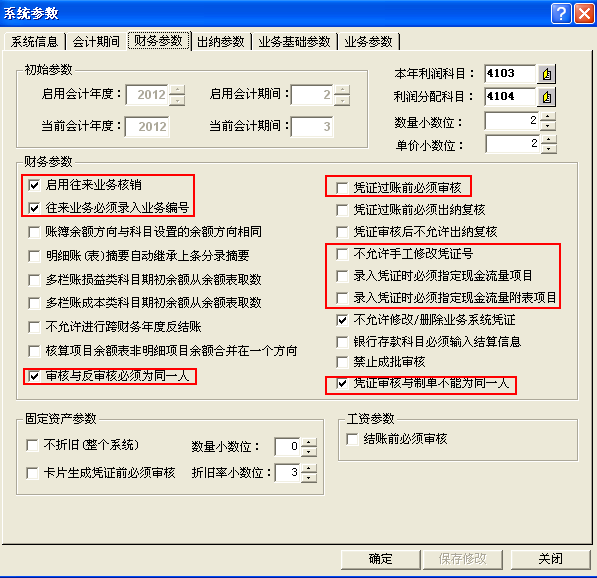 系统参数
系统信息 会计期间 财务参数 出纳参数 业务基础参数 业务参数
初始参数
启用会计年度： 2012 启用会计期间： 2
当前会计年度： 2012 当前会计期间： 3
本年利润科目： 4103
利润分配科目： 4104
数量小数位： 2
单价小数位： 2
财务参数
启用往来业务核销
往来业务必须录入业务编号
账簿余额方向与科目设置的余额方向相同
明细账(表)摘要自动继承上条分录摘要
多栏账损益类科目期初余额从余额表取数
多栏账成本类科目期初余额从余额表取数
不允许进行跨财务年度反结账
核算项目余额表非明细项目余额合并在一个方向
审核与反审核必须为同一人
凭证过账前必须审核
凭证过账前必须出纳复核
凭证审核后不允许出纳复核
不允许手工修改凭证号
录入凭证时必须指定现金流量项目
录入凭证时必须指定现金流量附表项目
不允许修改/删除业务系统凭证
银行存款科目必须输入结算信息
禁止成批审核
凭证审核与制单不能为同一人
固定资产参数
不折旧(整个系统) 数量小数位： 0
卡片生成凭证前必须审核 折旧率小数位： 3
工资参数
结账前必须审核
确定 保存修改 关闭